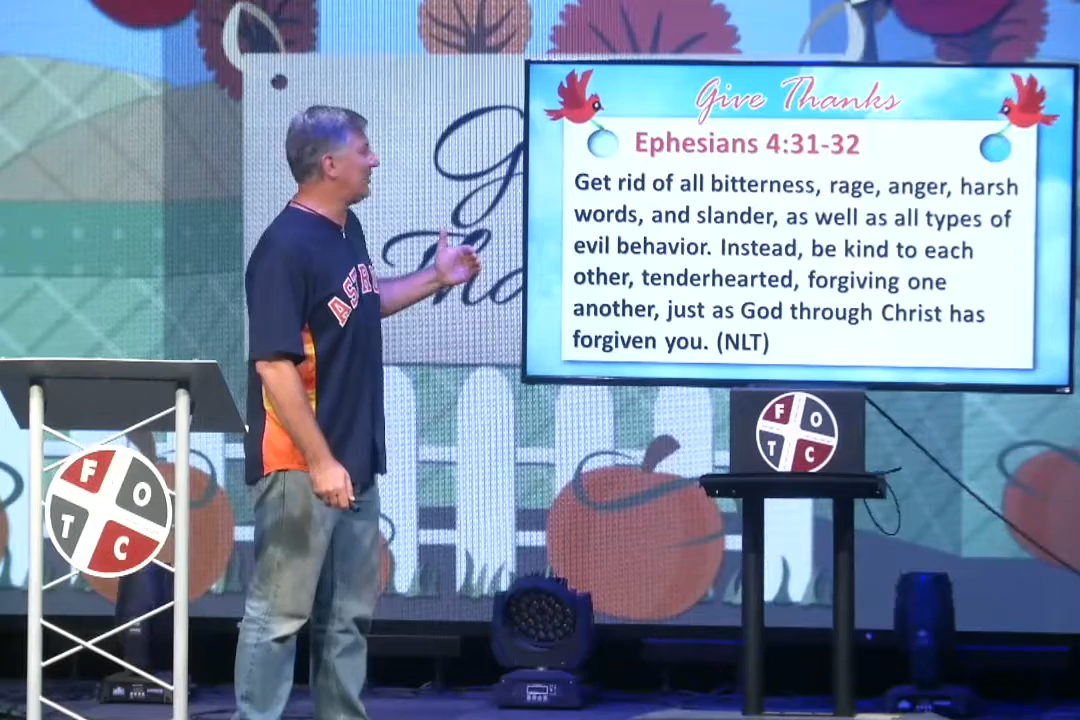 Give Thanks
Ephesians 4:31-32
Get rid of all bitterness, rage, anger, harsh
words, and slander, as well as all types of
evil behavior. Instead, be kind to each
other, tenderhearted, forgiving one
another, just as God through Christ has
forgiven you. (NLT)
F O
T C
F O
T C